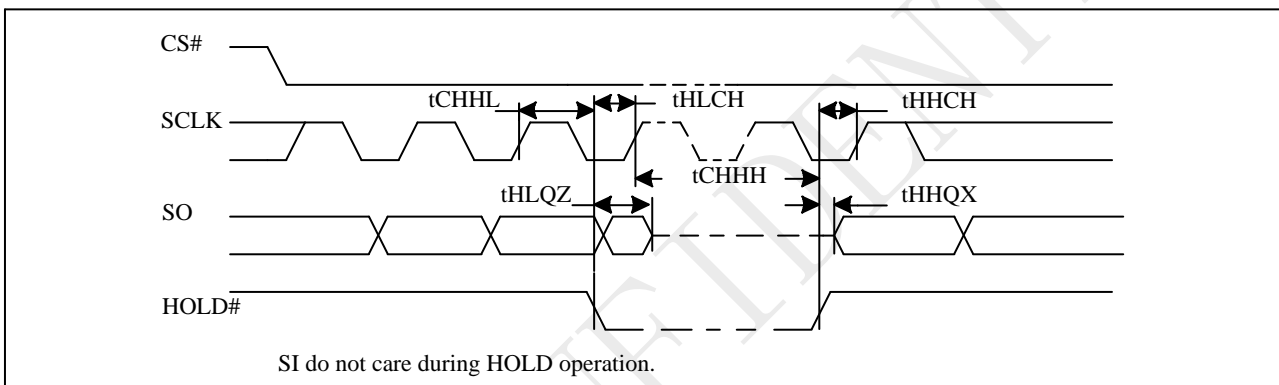 CS#
tCHHL
tHLCH
tHHCH
SCLK
tCHHH
tHLQZ
tHHQX
SO
HOLD#
SI do not care during HOLD operation.